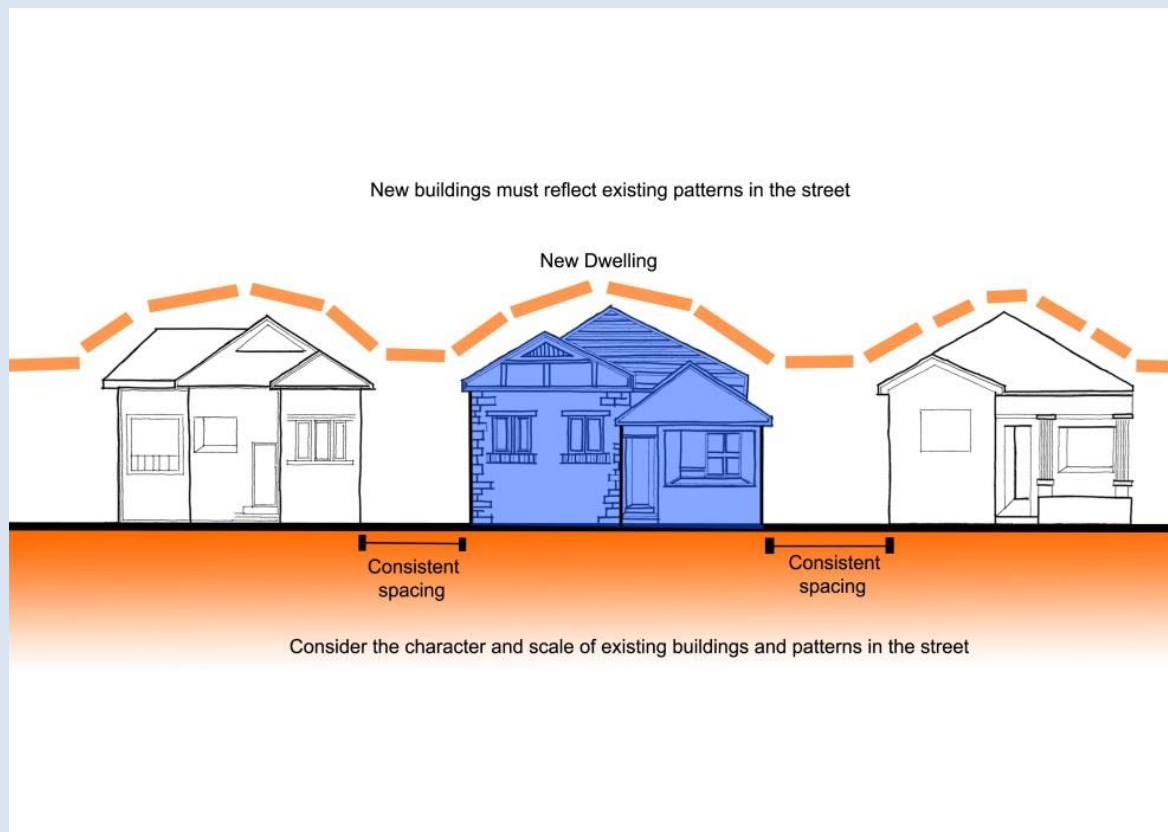 New buildings must reflect existing patterns in the street
New Dwelling
Consistent
spacing
Consistent
spacing
Consider the character and scale of existing buildings and patterns in the street